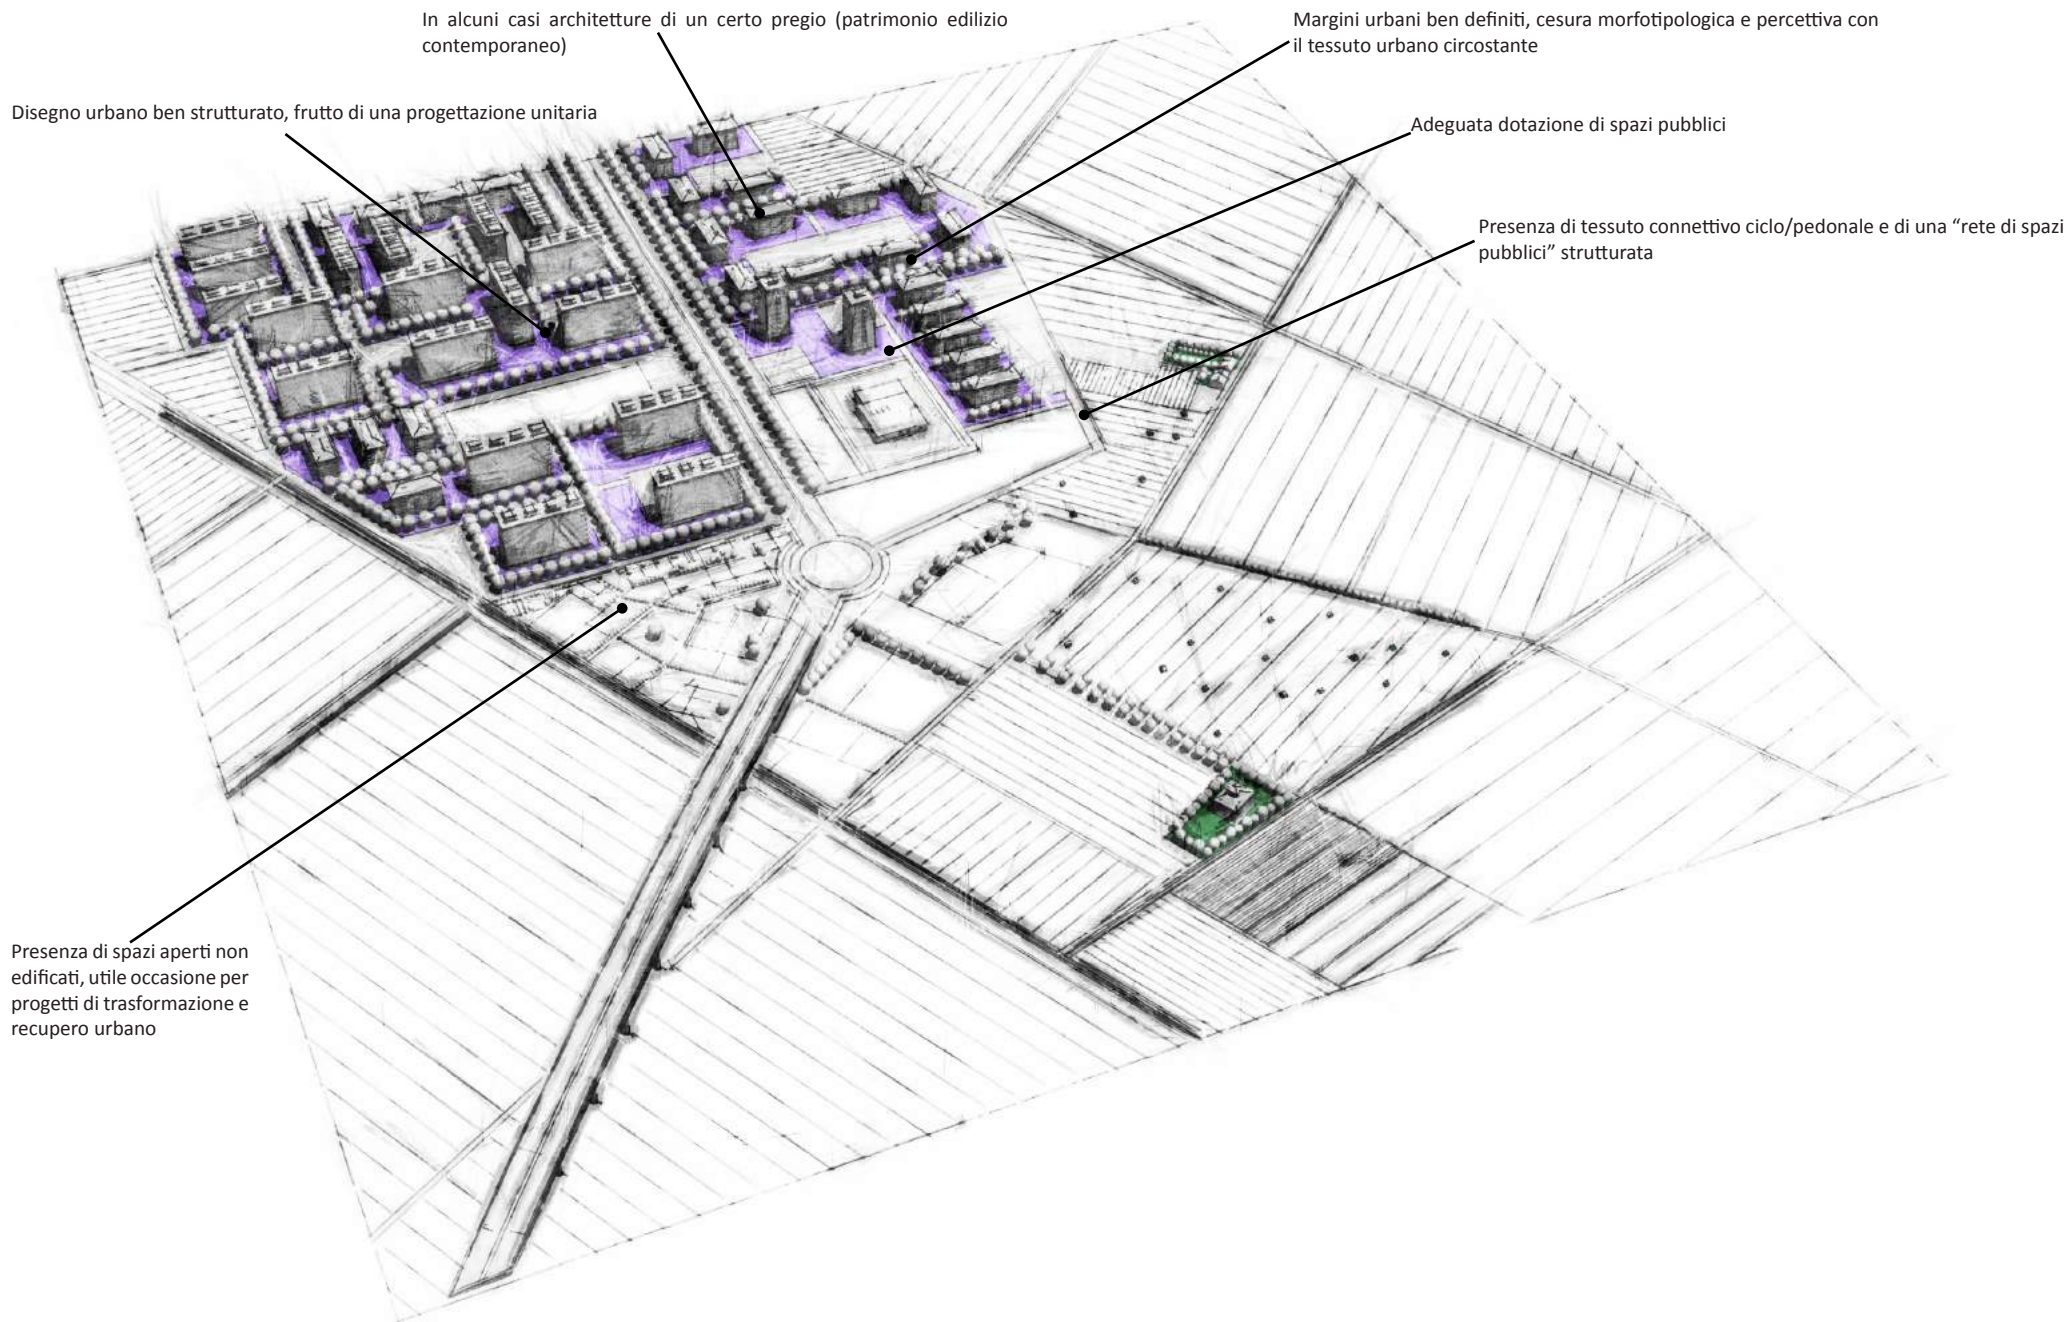 In alcuni casi architetture di un certo pregio (patrimonio edilizio
contemporaneo)
Margini urbani ben definiti, cesura morfotipologica e percettiva con
il tessuto urbano circostante
Disegno urbano ben strutturato, frutto di una progettazione unitaria
Adeguata dotazione di spazi pubblici
Presenza di tessuto connettivo ciclo/pedonale e di una “rete di spazi
pubblici” strutturata
Presenza di spazi aperti non
edificati, utile occasione per
progetti di trasformazione e
recupero urbano